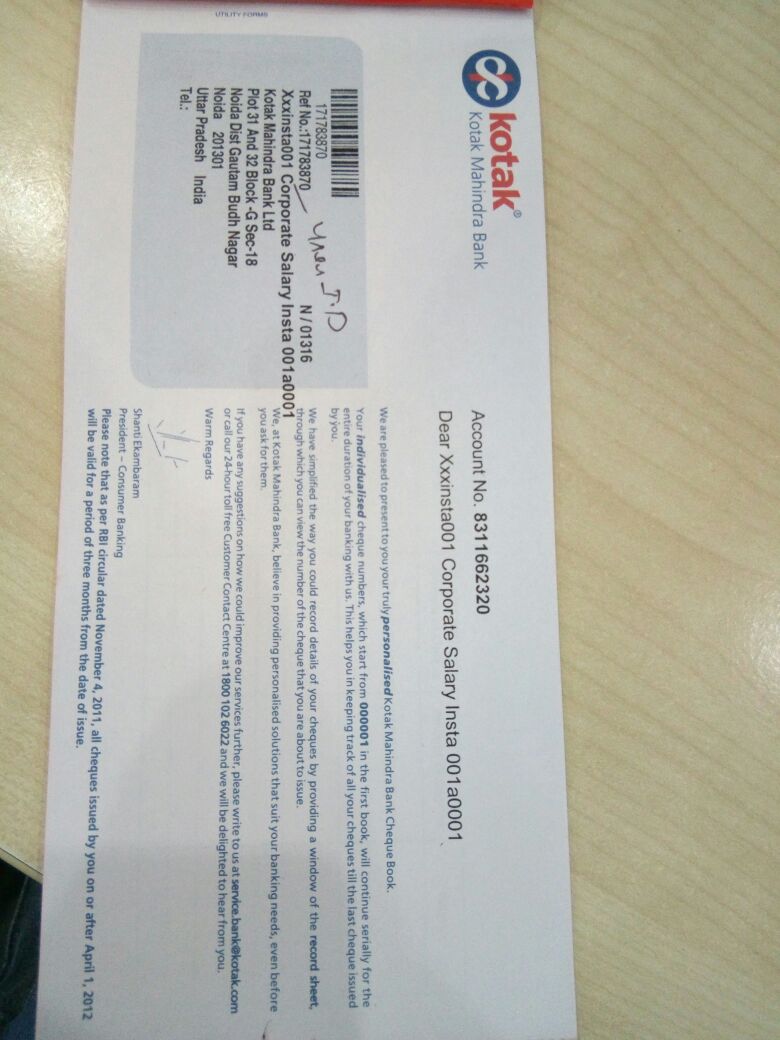 UTILITY FORMS
kotak®
Kotak Mahindra Bank
171783870
Ref No.:171783870
N / 01316
Xxxinsta001 Corporate Salary Insta 001a0001
Kotak Mahindra Bank Ltd
Plot 31 And 32 Block -G Sec-18
Noida Dist Gautam Budh Nagar
Noida 201301
Uttar Pradesh India
Tel.:
Account No. 8311662320
Dear Xxxinsta001 Corporate Salary Insta 001a0001
We are pleased to present to you your truly personalised Kotak Mahindra Bank Cheque Book.
Your individualised cheque numbers, which start from 000001 in the first book, will continue serially for the
entire duration of your banking with us. This helps you in keeping track of all your cheques till the last cheque issued
by you.
We have simplified the way you could record details of your cheques by providing a window of the record sheet,
through which you can view the number of the cheque that you are about to issue.
We, at Kotak Mahindra Bank, believe in providing personalised solutions that suit your banking needs, even before
you ask for them.
If you have any suggestions on how we could improve our services further, please write to us at service.bank@kotak.com
or call our 24-hour toll free Customer Contact Centre at 1800 102 6022 and we will be delighted to hear from you.
Warm Regards
Shanti Ekambaram
President – Consumer Banking
Please note that as per RBI circular dated November 4, 2011, all cheques issued by you on or after April 1, 2012
will be valid for a period of three months from the date of issue.